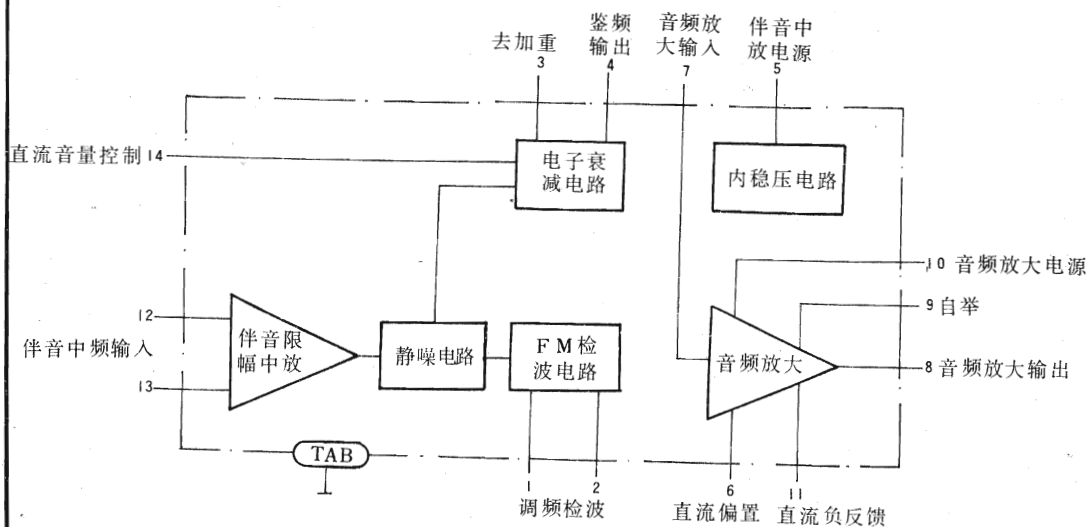 鉴频
输出
4
音频放
大输入
7
伴音中
放电源
5
去加重
3
直流音量控制 14
电子衰
减电路
内稳压电路
10 音频放大电源
9 自举
12
伴音中频输入
13
伴音限
幅中放
静噪电路
FM检
波电路
音频放大
8 音频放大输出
TAB
1
2
调频检波
6
直流偏置
11
直流负反馈